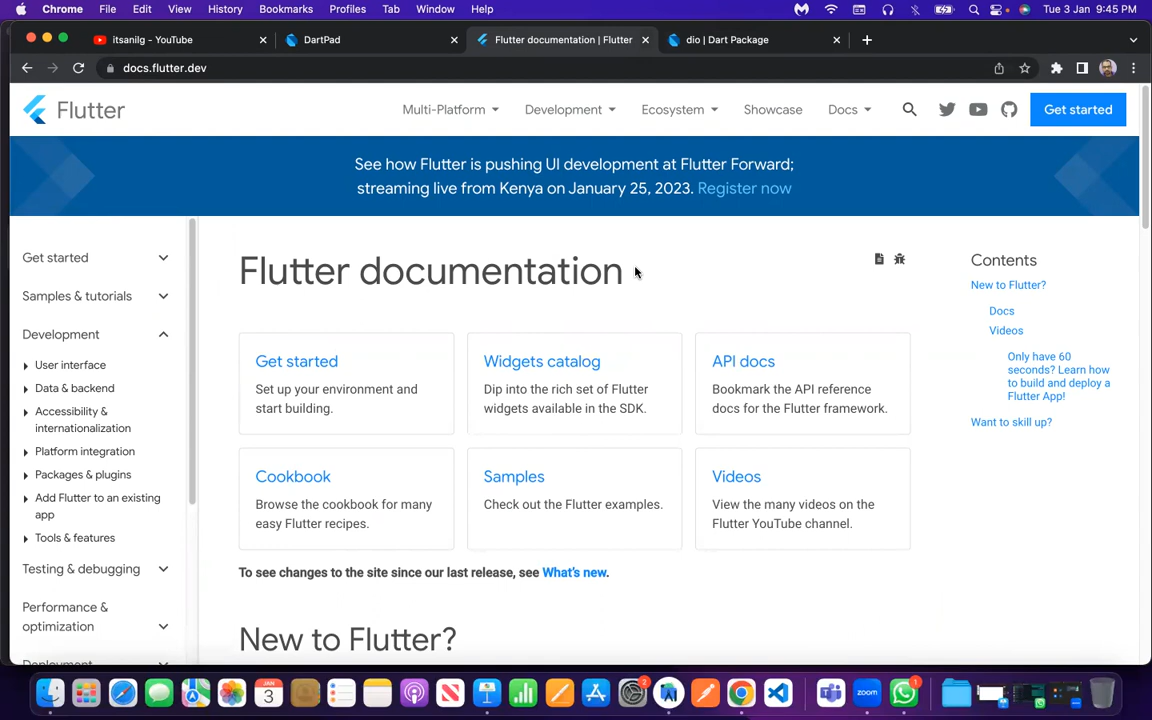 Chrome File Edit View History Bookmarks Profiles Tab Window Help Tue 3 Jan 9:45 PM
itsanilg - YouTube DartPad Flutter documentation | Flutter dio | Dart Package
docs.flutter.dev
Flutter Multi-Platform Development Ecosystem Showcase Docs Get started
See how Flutter is pushing UI development at Flutter Forward;
streaming live from Kenya on January 25, 2023. Register now
Get started
Samples & tutorials
Development
User interface
Data & backend
Accessibility &
internationalization
Platform integration
Packages & plugins
Add Flutter to an existing
app
Tools & features
Testing & debugging
Performance &
optimization
Deployment
Flutter documentation
Get started
Set up your environment and
start building.
Widgets catalog
Dip into the rich set of Flutter
widgets available in the SDK.
API docs
Bookmark the API reference
docs for the Flutter framework.
Cookbook
Browse the cookbook for many
easy Flutter recipes.
Samples
Check out the Flutter examples.
Videos
View the many videos on the
Flutter YouTube channel.
To see changes to the site since our last release, see What's new.
New to Flutter?
Contents
New to Flutter?
Docs
Videos
Only have 60
seconds? Learn how
to build and deploy a
Flutter App!
Want to skill up?
JAN
3
2
zoom
1